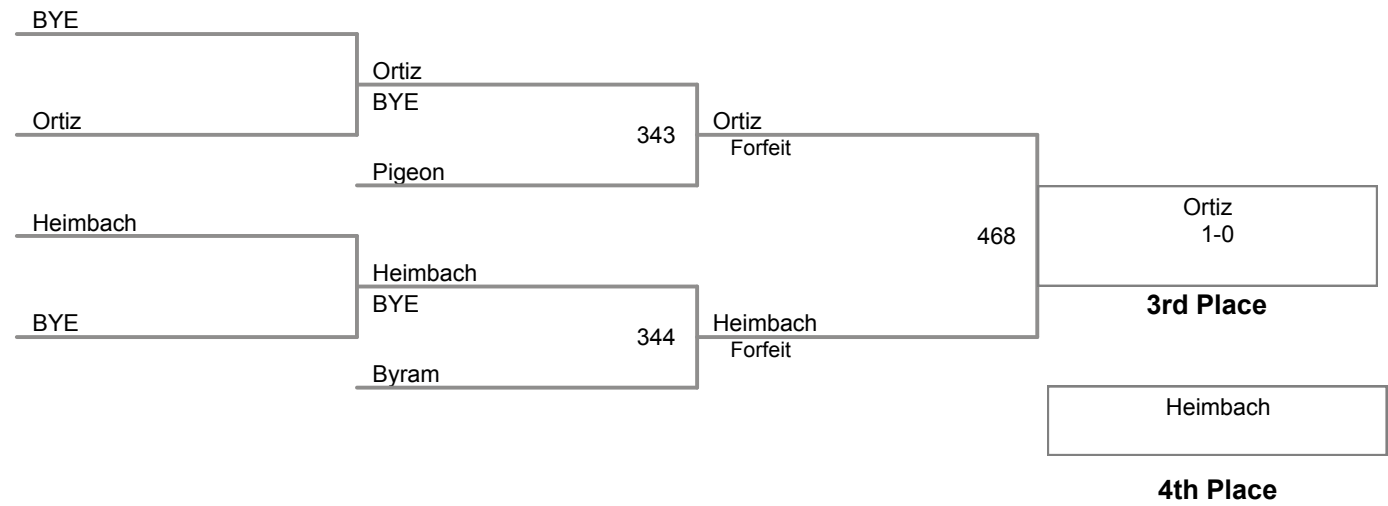 BYE
Ortiz
Ortiz
BYE
343
Ortiz
Forfeit
Pigeon
Heimbach
Heimbach
BYE
BYE
344
Heimbach
Forfeit
Byram
468
Ortiz
1-0
3rd Place
Heimbach
4th Place